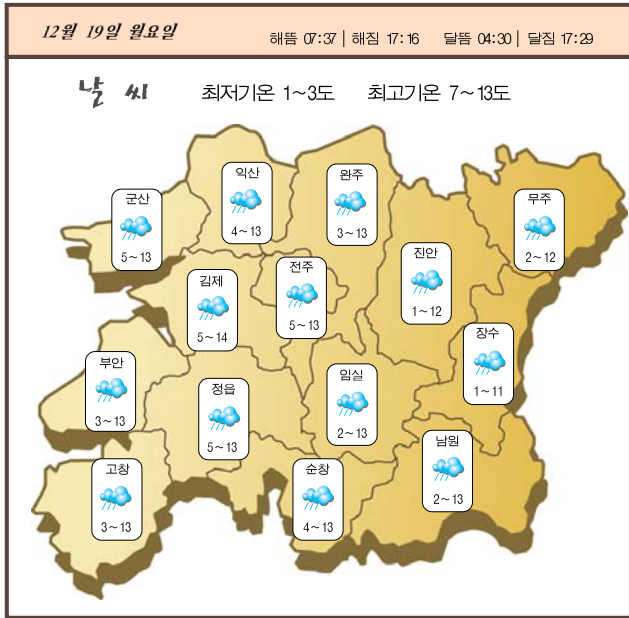 12월 19일 월요일
해뜸 07:37 | 해짐 17:16 달뜸 04:30 | 달짐 17:29
날 씨 최저기온 1~3도 최고기온 7~13도
익산
4~13
완주
3~13
군산
5~13
무주
2~12
진안
1~12
전주
5~13
김제
5~14
장수
1~11
부안
3~13
임실
2~13
정읍
5~13
남원
2~13
고창
3~13
순창
4~13